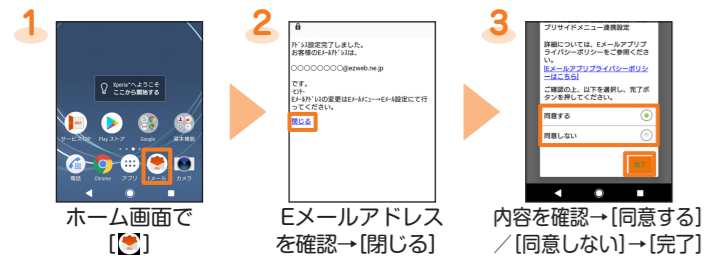 1
Xperia™へようこそ
ここから開始する
サービスTOP
Play ストア
Google
基本機能
電話
Chrome
アプリ
Eメール
カメラ
ホーム画面で
[ ]
2
ｱﾄﾞﾚｽ設定完了しました。
お客様のEﾒｰﾙｱﾄﾞﾚｽは、
○○○○○○○○@ezweb.ne.jp
です。
-ﾋﾝﾄ-
Eﾒｰﾙｱﾄﾞﾚｽの変更はEﾒｰﾙﾒﾆｭｰ→Eﾒｰﾙ設定にて行
ってください。
閉じる
Eメールアドレス
を確認→[閉じる]
3
プリサイドメニュー連携設定
詳細については、Eメールアプリプ
ライバシーポリシーをご参照くださ
い。
[Eメールアプリプライバシーポリシ
ーはこちら]
ご確認の上、以下を選択し、完了ボ
タンを押してください。
同意する
同意しない
完了
内容を確認→[同意する]
／[同意しない]→[完了]